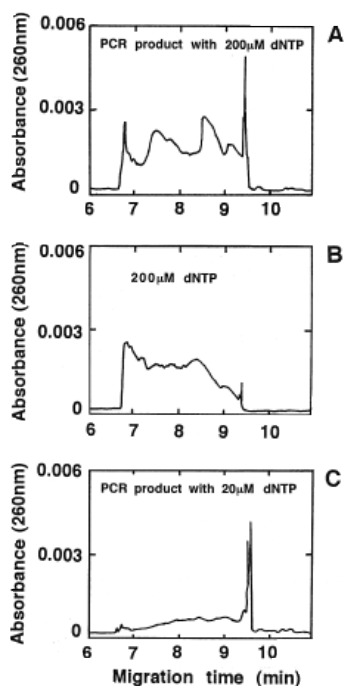 A
PCR product with 200μM dNTP
Absorbance (260nm)
0.006
0.003
0
6 7 8 9 10
B
200μM dNTP
Absorbance (260nm)
0.006
0.003
0
6 7 8 9 10
C
PCR product with 20μM dNTP
Absorbance (260nm)
0.006
0.003
0
6 7 8 9 10
Migration time (min)